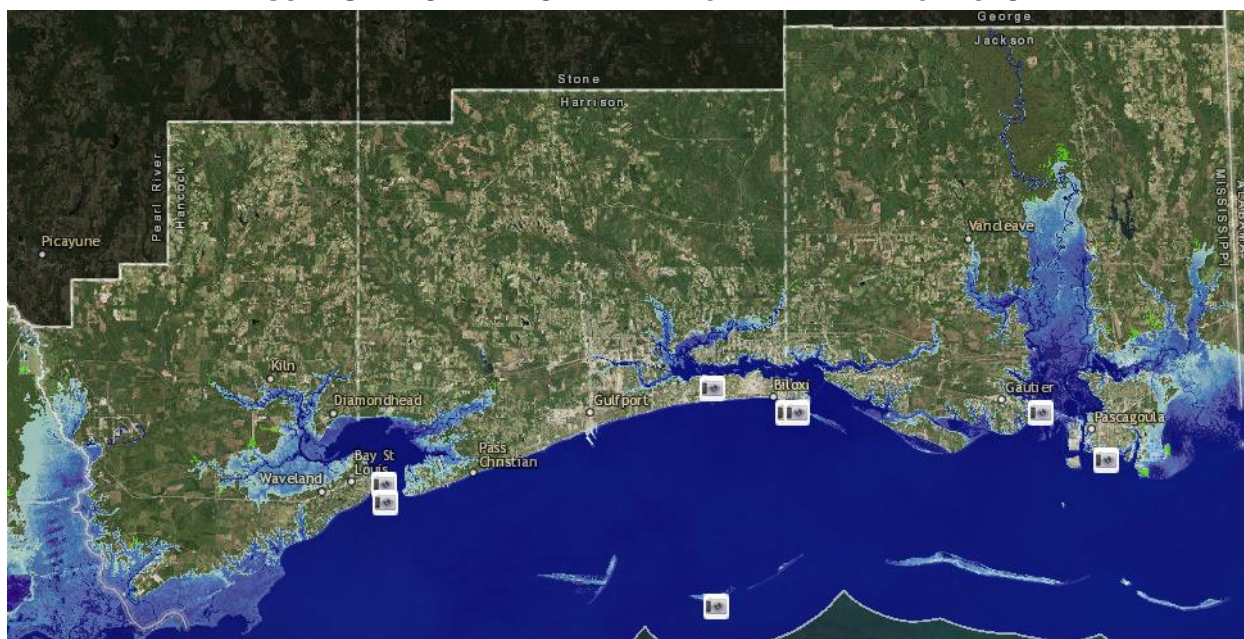 George
Jackson
Stone
Harrison
Pearl River
Hancock
MISSISSIPPI
ALABAMA
Picayune
Vancleave
Kiln
Diamondhead
Gulfport
Biloxi
Gautier
Pascagoula
Pass
Christian
Bay St
Louis
Waveland